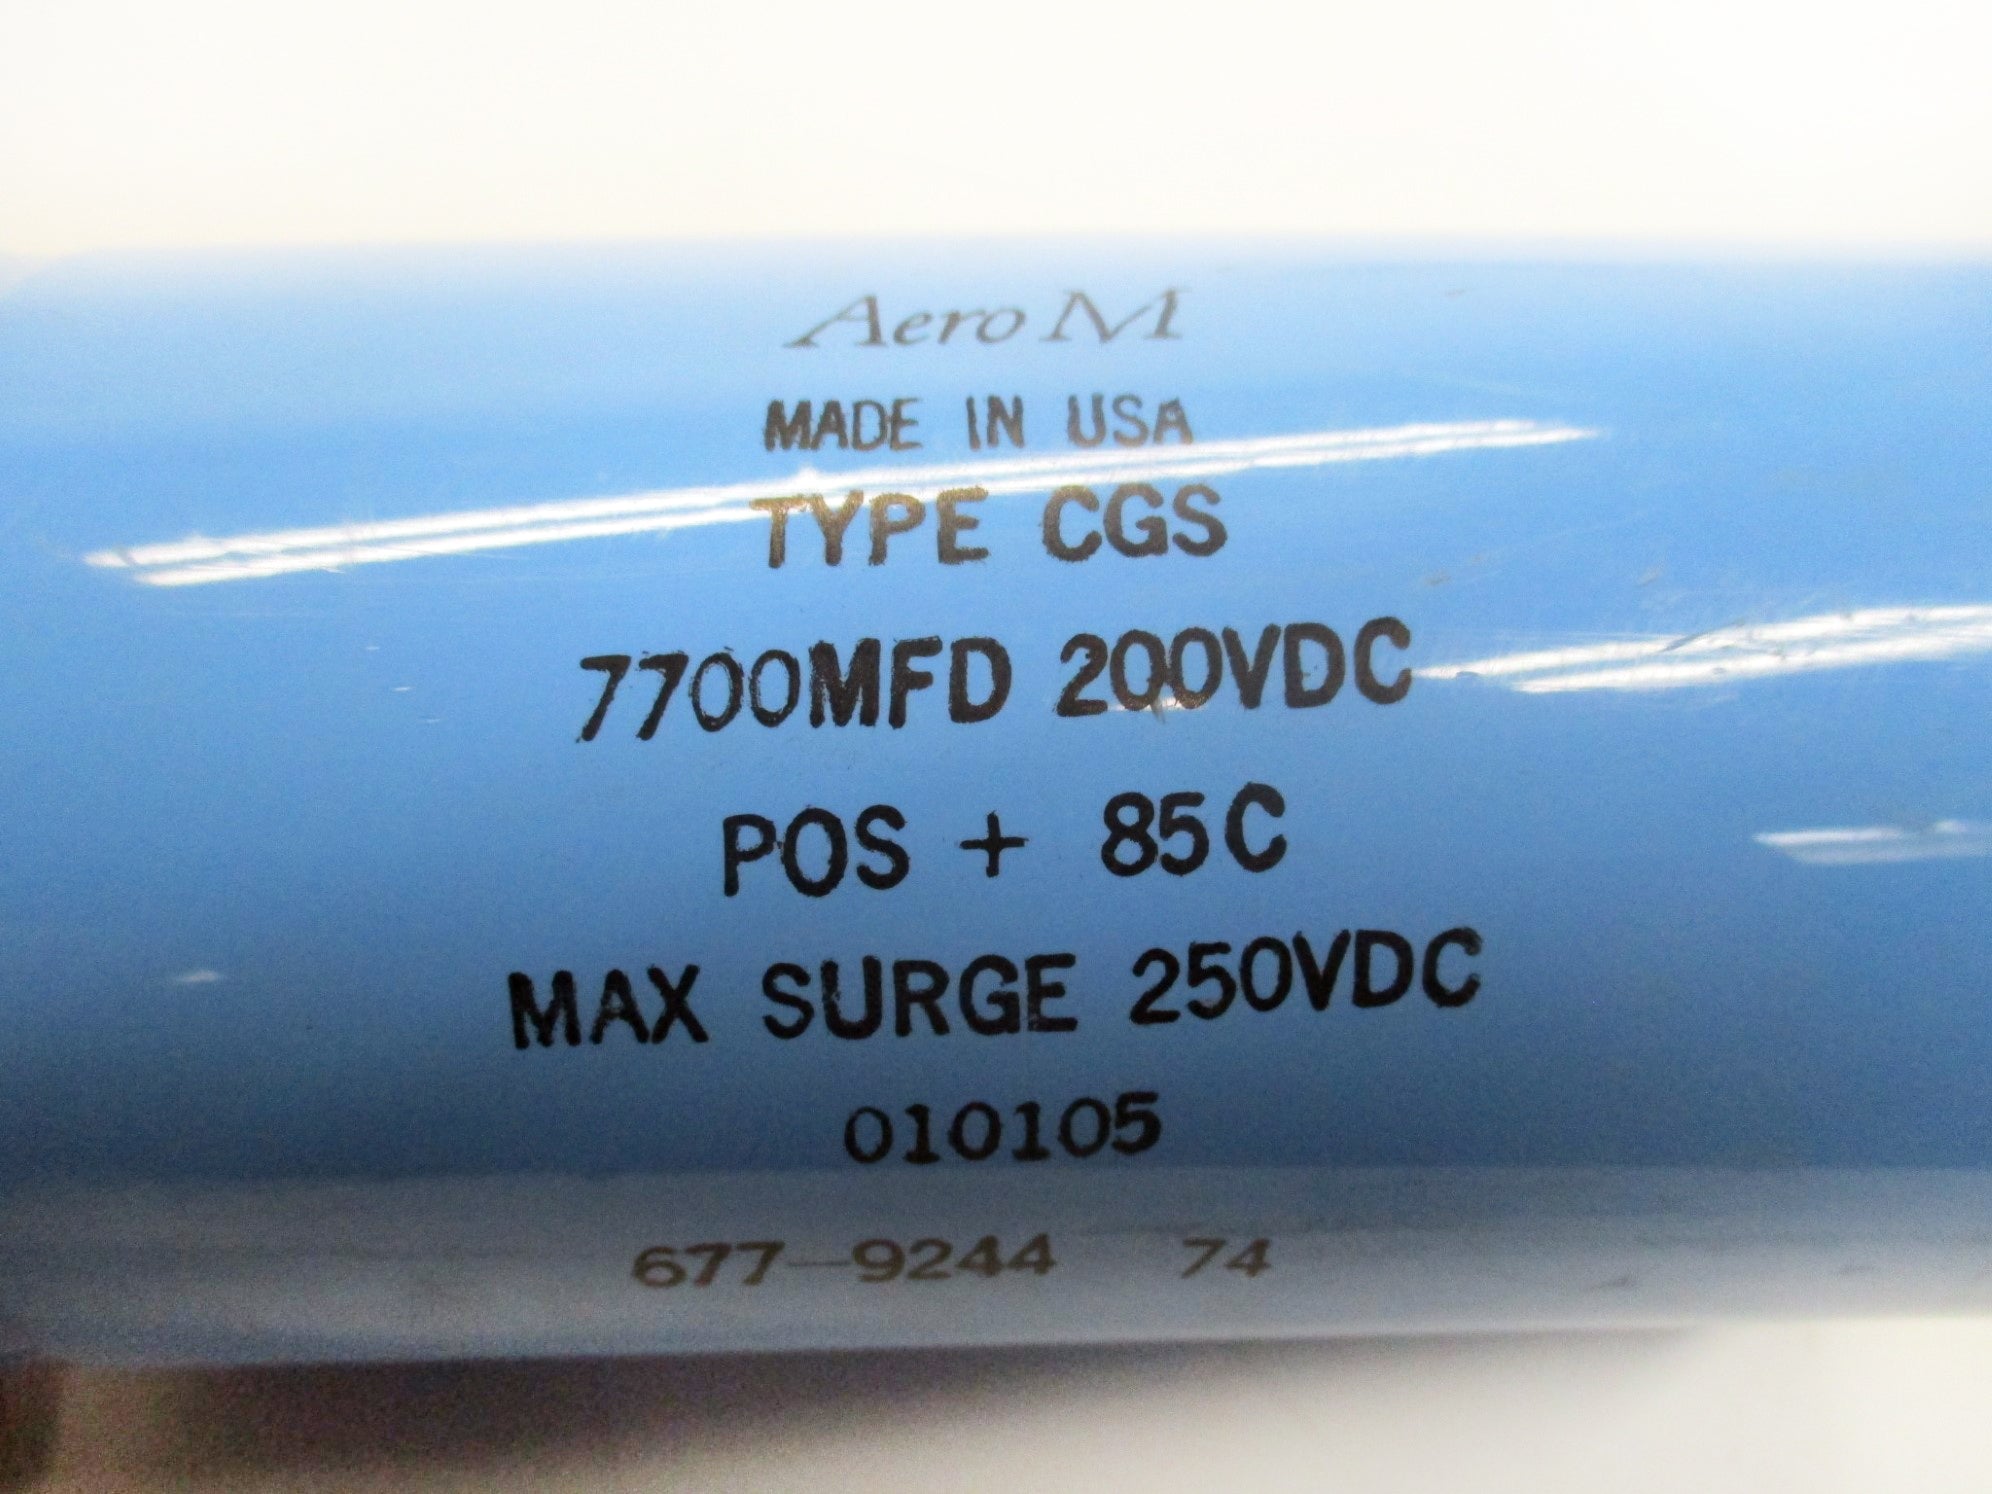 Aero M
MADE IN USA
TYPE CGS
7700MFD 200VDC
POS + 85C
MAX SURGE 250VDC
010105
677-9244 74